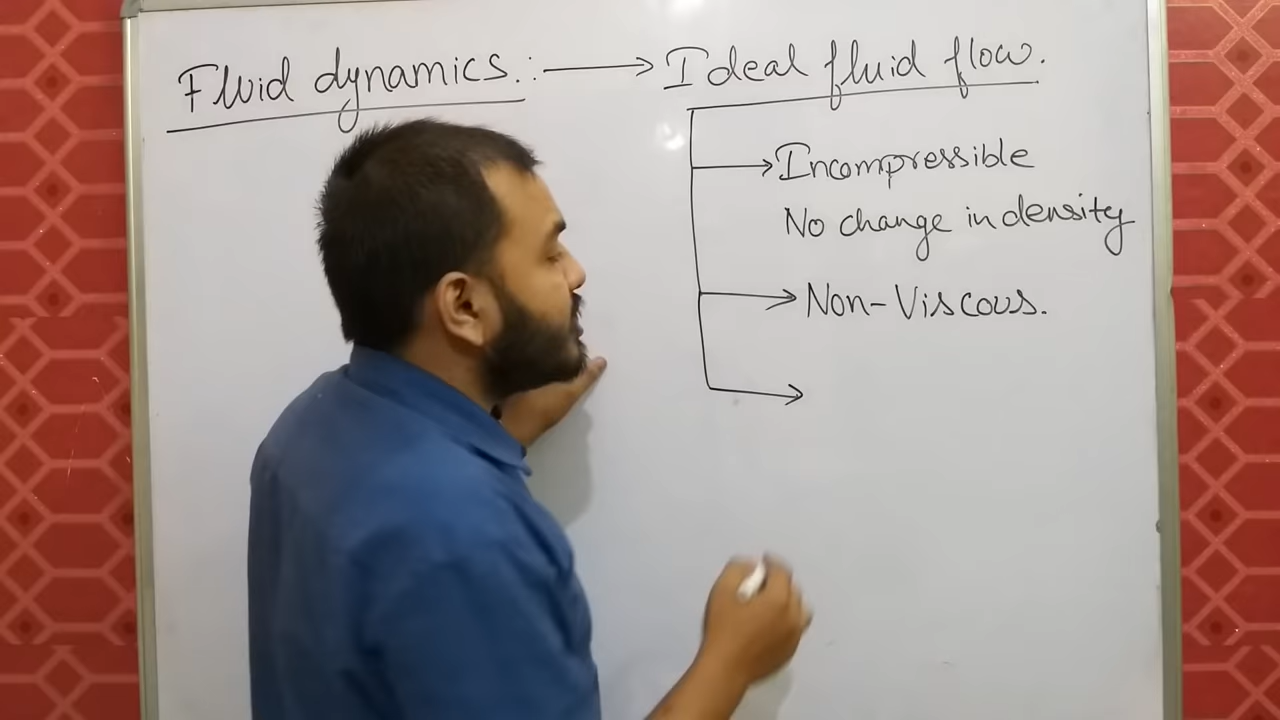 Fluid dynamics. : → Ideal fluid flow.
→ Incompressible
No change in density
→ Non-Viscous.
→